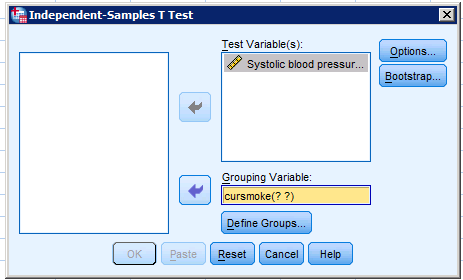 Independent-Samples T Test
Test Variable(s):
Systolic blood pressur...
Options...
Bootstrap...
Grouping Variable:
cursmoke(? ?)
Define Groups...
OK Paste Reset Cancel Help